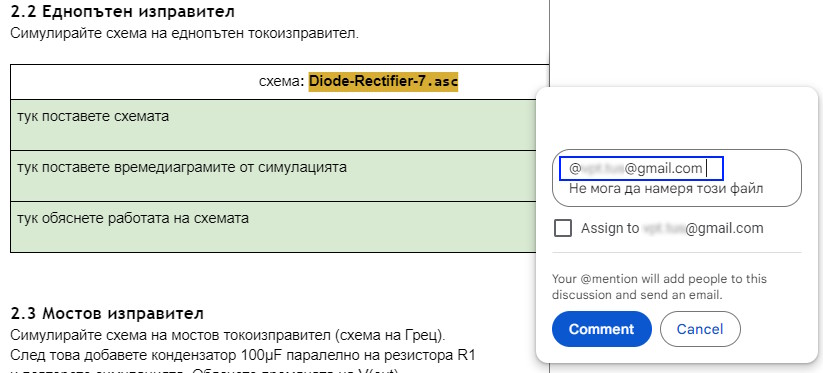 2.2 Еднопътен изправител
Симулирайте схема на еднопътен токоизправител.
схема: Diode-Rectifier-7.asc
тук поставете схемата
тук поставете времедиаграмите от симулацията
тук обяснете работата на схемата
2.3 Мостов изправител
Симулирайте схема на мостов токоизправител (схема на Грец).
След това добавете кондензатор 100µF паралелно на резистора R1
@ @gmail.com
Не мога да намеря този файл
Assign to @gmail.com
Your @mention will add people to this
discussion and send an email.
Comment
Cancel